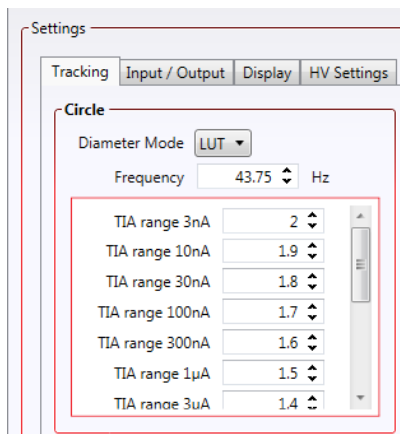 Settings
Tracking Input / Output Display HV Settings
Circle
Diameter Mode LUT
Frequency 43.75 Hz
TIA range 3nA 2
TIA range 10nA 1.9
TIA range 30nA 1.8
TIA range 100nA 1.7
TIA range 300nA 1.6
TIA range 1µA 1.5
TIA range 3µA 1.4